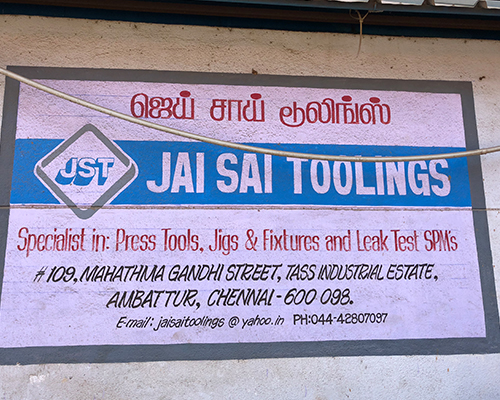 ஜெய் சாய் டூலிங்ஸ்
JST
JAI SAI TOOLINGS
Specialist in: Press Tools, Jigs & Fixtures and Leak Test SPM's
# 109, MAHATHMA GANDHI STREET, TASS INDUSTRIAL ESTATE,
AMBATTUR, CHENNAI - 600 098.
E-mail: jaisaitoolings @ yahoo.in PH:044-42807097